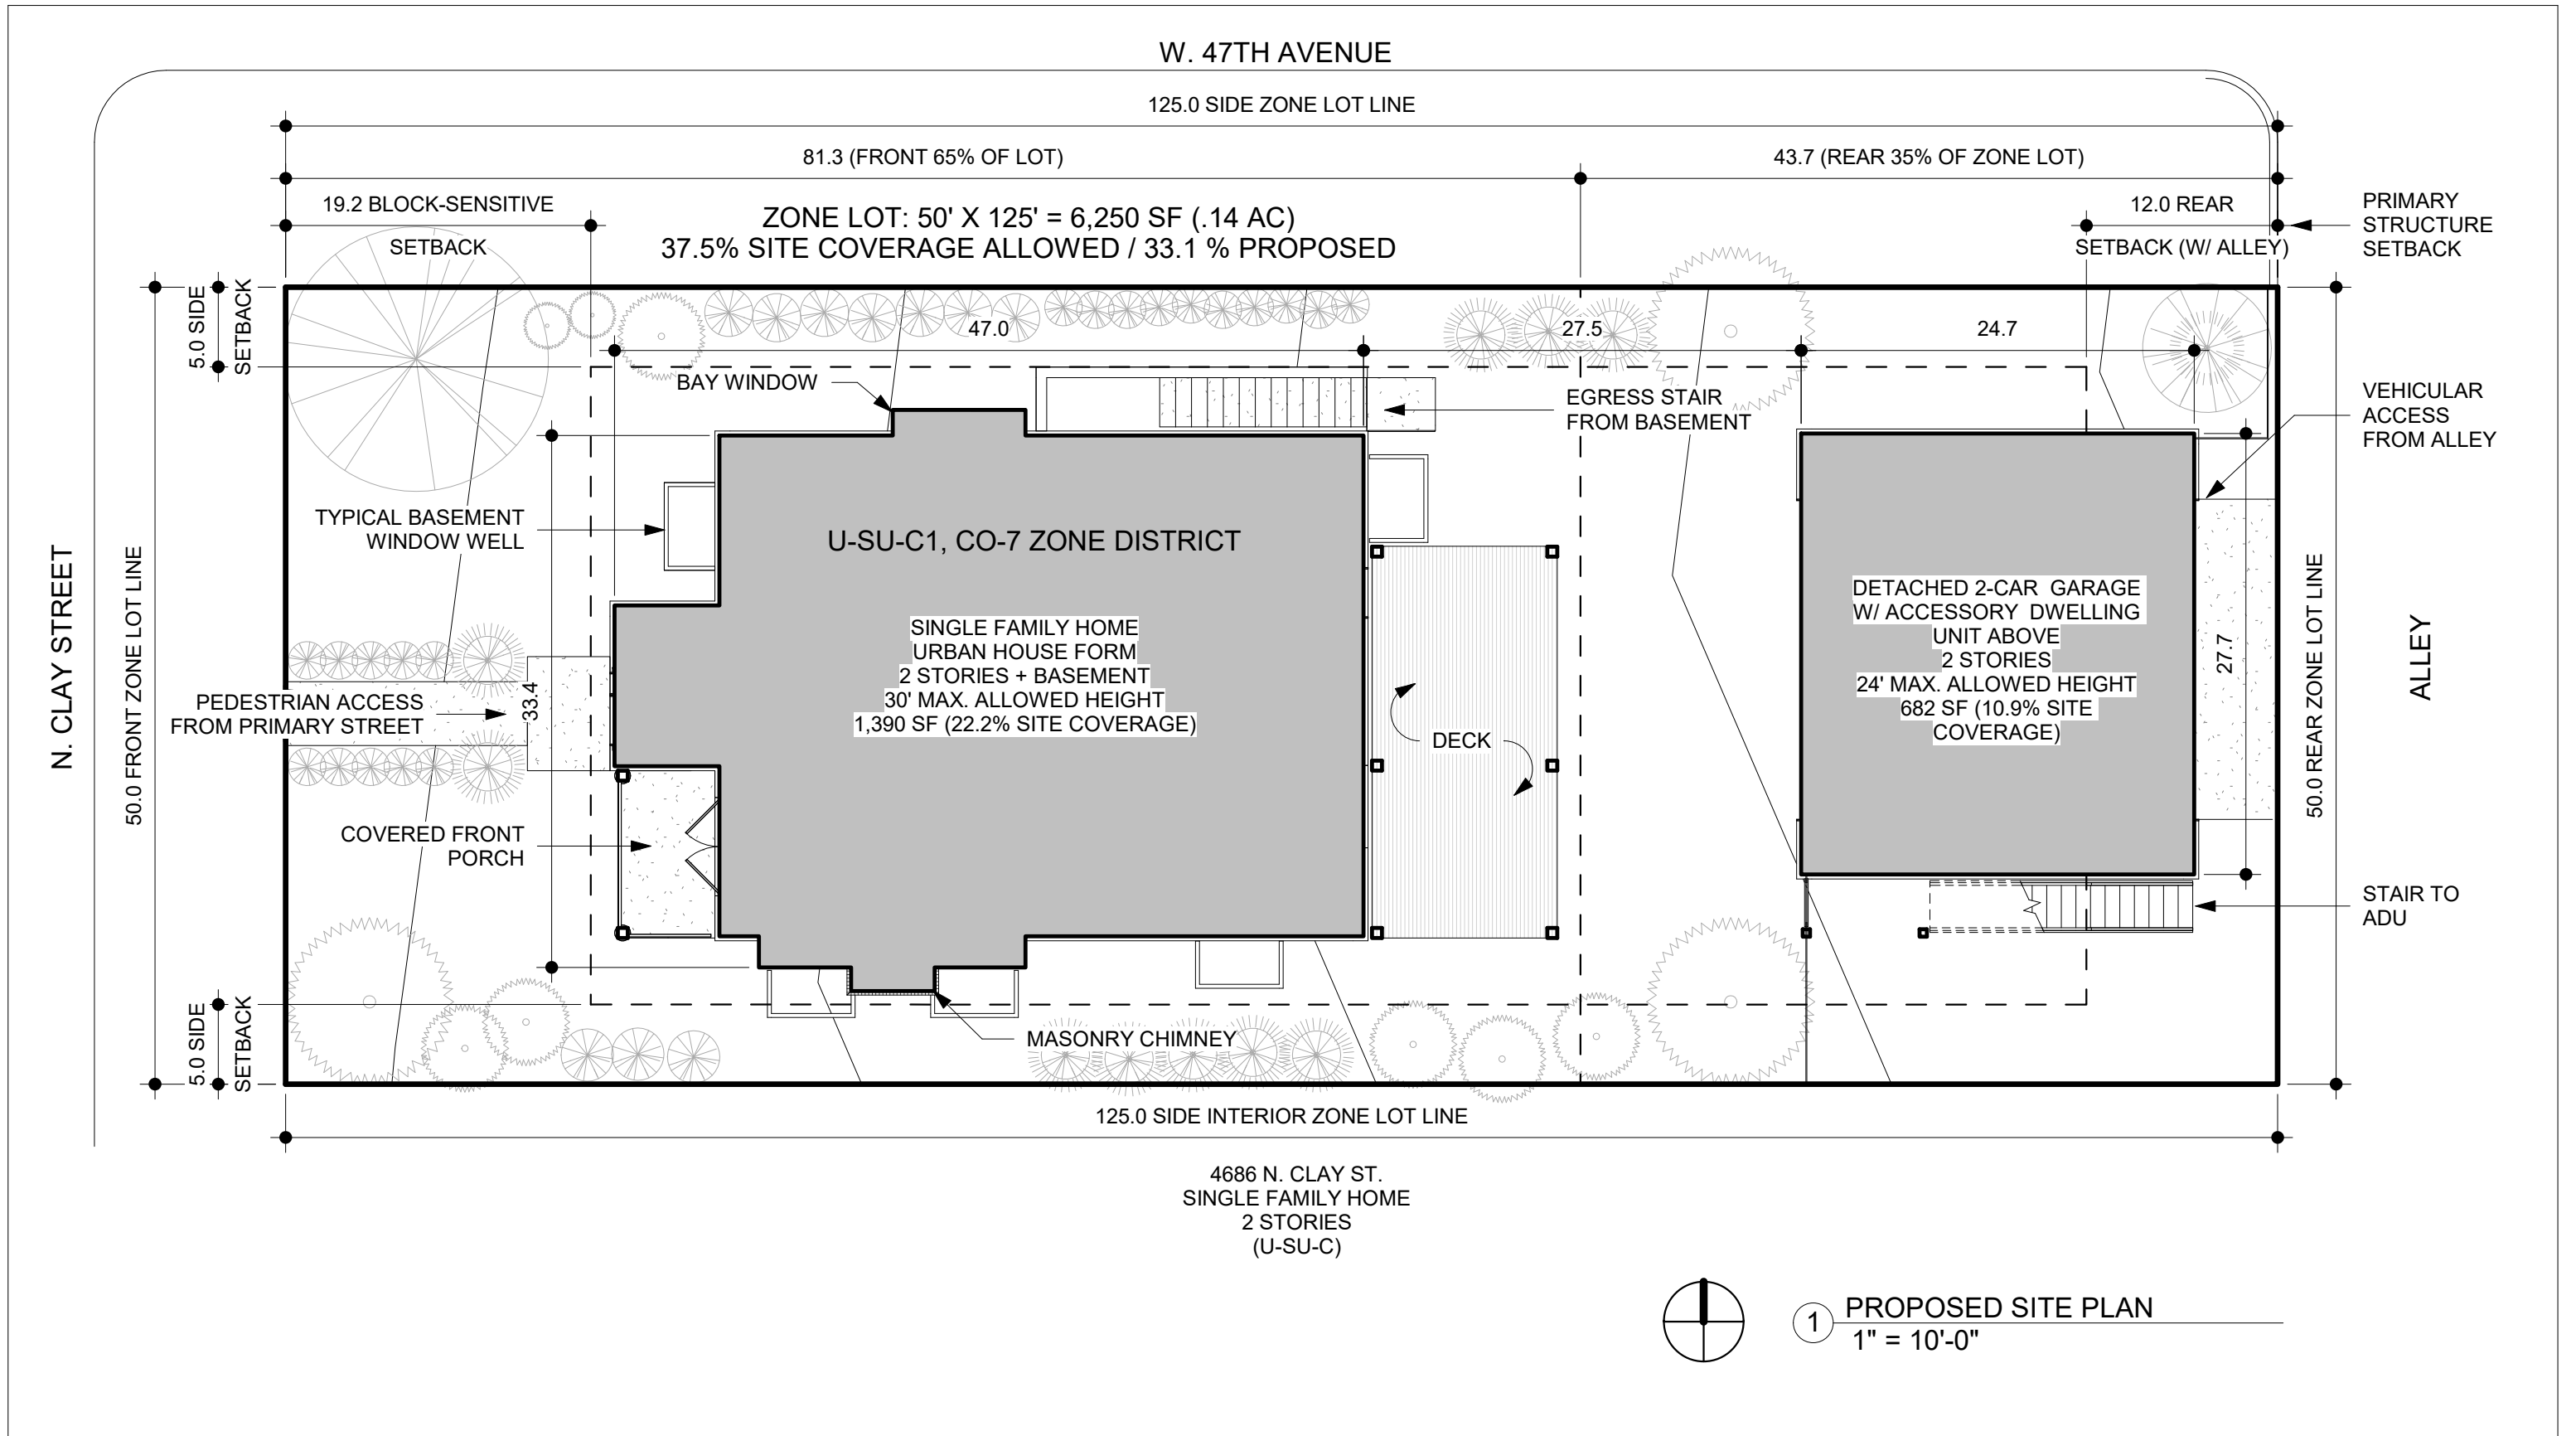 W. 47TH AVENUE
125.0 SIDE ZONE LOT LINE
81.3 (FRONT 65% OF LOT)
43.7 (REAR 35% OF ZONE LOT)
19.2 BLOCK-SENSITIVE
SETBACK
ZONE LOT: 50' X 125' = 6,250 SF (.14 AC)
37.5% SITE COVERAGE ALLOWED / 33.1 % PROPOSED
12.0 REAR
SETBACK (W/ ALLEY)
PRIMARY
STRUCTURE
SETBACK
5.0 SIDE
SETBACK
47.0
27.5
24.7
BAY WINDOW
EGRESS STAIR
FROM BASEMENT
VEHICULAR
ACCESS
FROM ALLEY
TYPICAL BASEMENT
WINDOW WELL
U-SU-C1, CO-7 ZONE DISTRICT
N. CLAY STREET
50.0 FRONT ZONE LOT LINE
SINGLE FAMILY HOME
URBAN HOUSE FORM
2 STORIES + BASEMENT
30' MAX. ALLOWED HEIGHT
1,390 SF (22.2% SITE COVERAGE)
DETACHED 2-CAR GARAGE
W/ ACCESSORY DWELLING
UNIT ABOVE
2 STORIES
24' MAX. ALLOWED HEIGHT
682 SF (10.9% SITE
COVERAGE)
27.7
50.0 REAR ZONE LOT LINE
ALLEY
PEDESTRIAN ACCESS
FROM PRIMARY STREET
33.4
DECK
COVERED FRONT
PORCH
STAIR TO
ADU
5.0 SIDE
SETBACK
MASONRY CHIMNEY
125.0 SIDE INTERIOR ZONE LOT LINE
4686 N. CLAY ST.
SINGLE FAMILY HOME
2 STORIES
(U-SU-C)
1
PROPOSED SITE PLAN
1" = 10'-0"